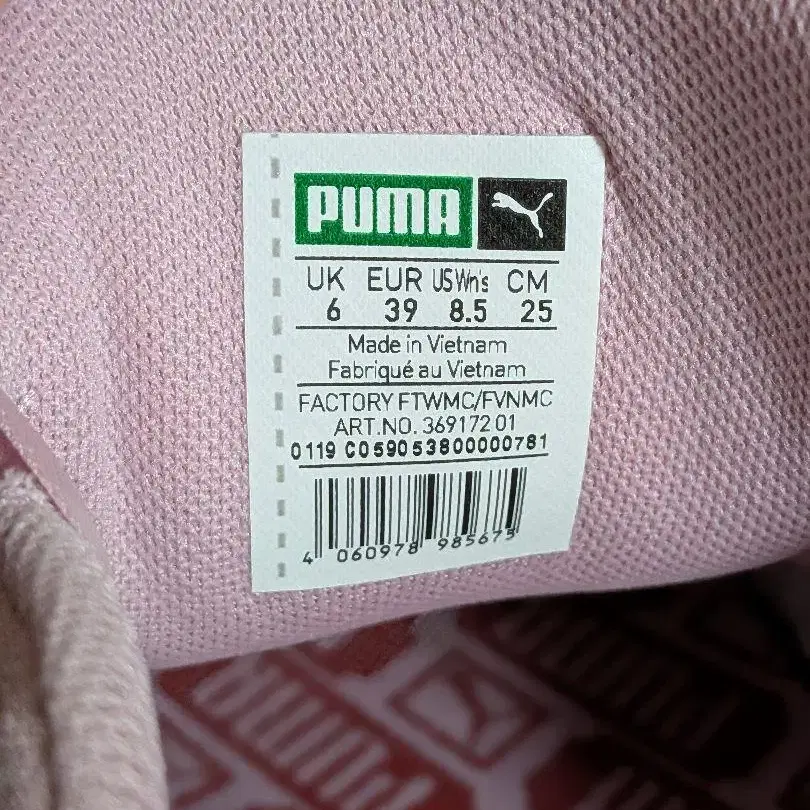 PUMA
UK EUR US Wn's CM
6 39 8.5 25
Made in Vietnam
Fabriqué au Vietnam
FACTORY FTWMC/FVNMC
ART.NO. 369172 01
0119 C059053800000781
4 060978 985675